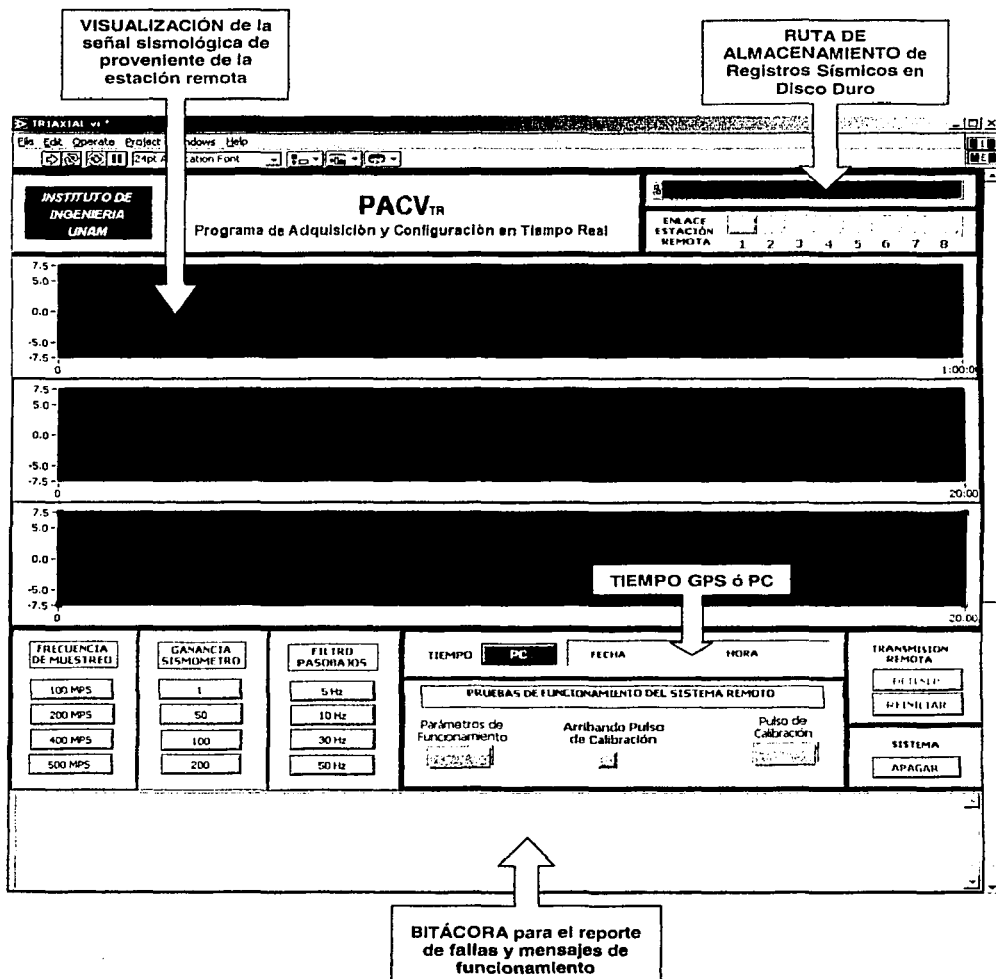 VISUALIZACIÓN de la
señal sismológica de
proveniente de la
estación remota
RUTA DE
ALMACENAMIENTO de
Registros Sísmicos en
Disco Duro
TRIAXIAL.vi *
File Edit Operate Project Windows Help
24pt Application Font
INSTITUTO DE
INGENIERIA
UNAM
PACVTR
Programa de Adquisición y Configuración en Tiempo Real
ENLACE
ESTACIÓN
REMOTA
1 2 3 4 5 6 7 8
7.5
5.0
0.0
-5.0
-7.5
0 1:00:0
7.5
5.0
0.0
-5.0
-7.5
0 20:00
7.5
5.0
0.0
-5.0
-7.5
0 20:00
TIEMPO GPS ó PC
FRECUENCIA
DE MUESTREO
100 MPS
200 MPS
400 MPS
500 MPS
GANANCIA
SISMOMETRO
1
50
100
200
FILTRO
PASOBAJOS
5 Hz
10 Hz
30 Hz
50 Hz
TIEMPO PC FECHA HORA
PRUEBAS DE FUNCIONAMIENTO DEL SISTEMA REMOTO
Parámetros de
Funcionamiento
Arribando Pulso
de Calibración
Pulso de
Calibración
TRANSMISION
REMOTA
DETENER
REINICIAR
SISTEMA
APAGAR
BITÁCORA para el reporte
de fallas y mensajes de
funcionamiento